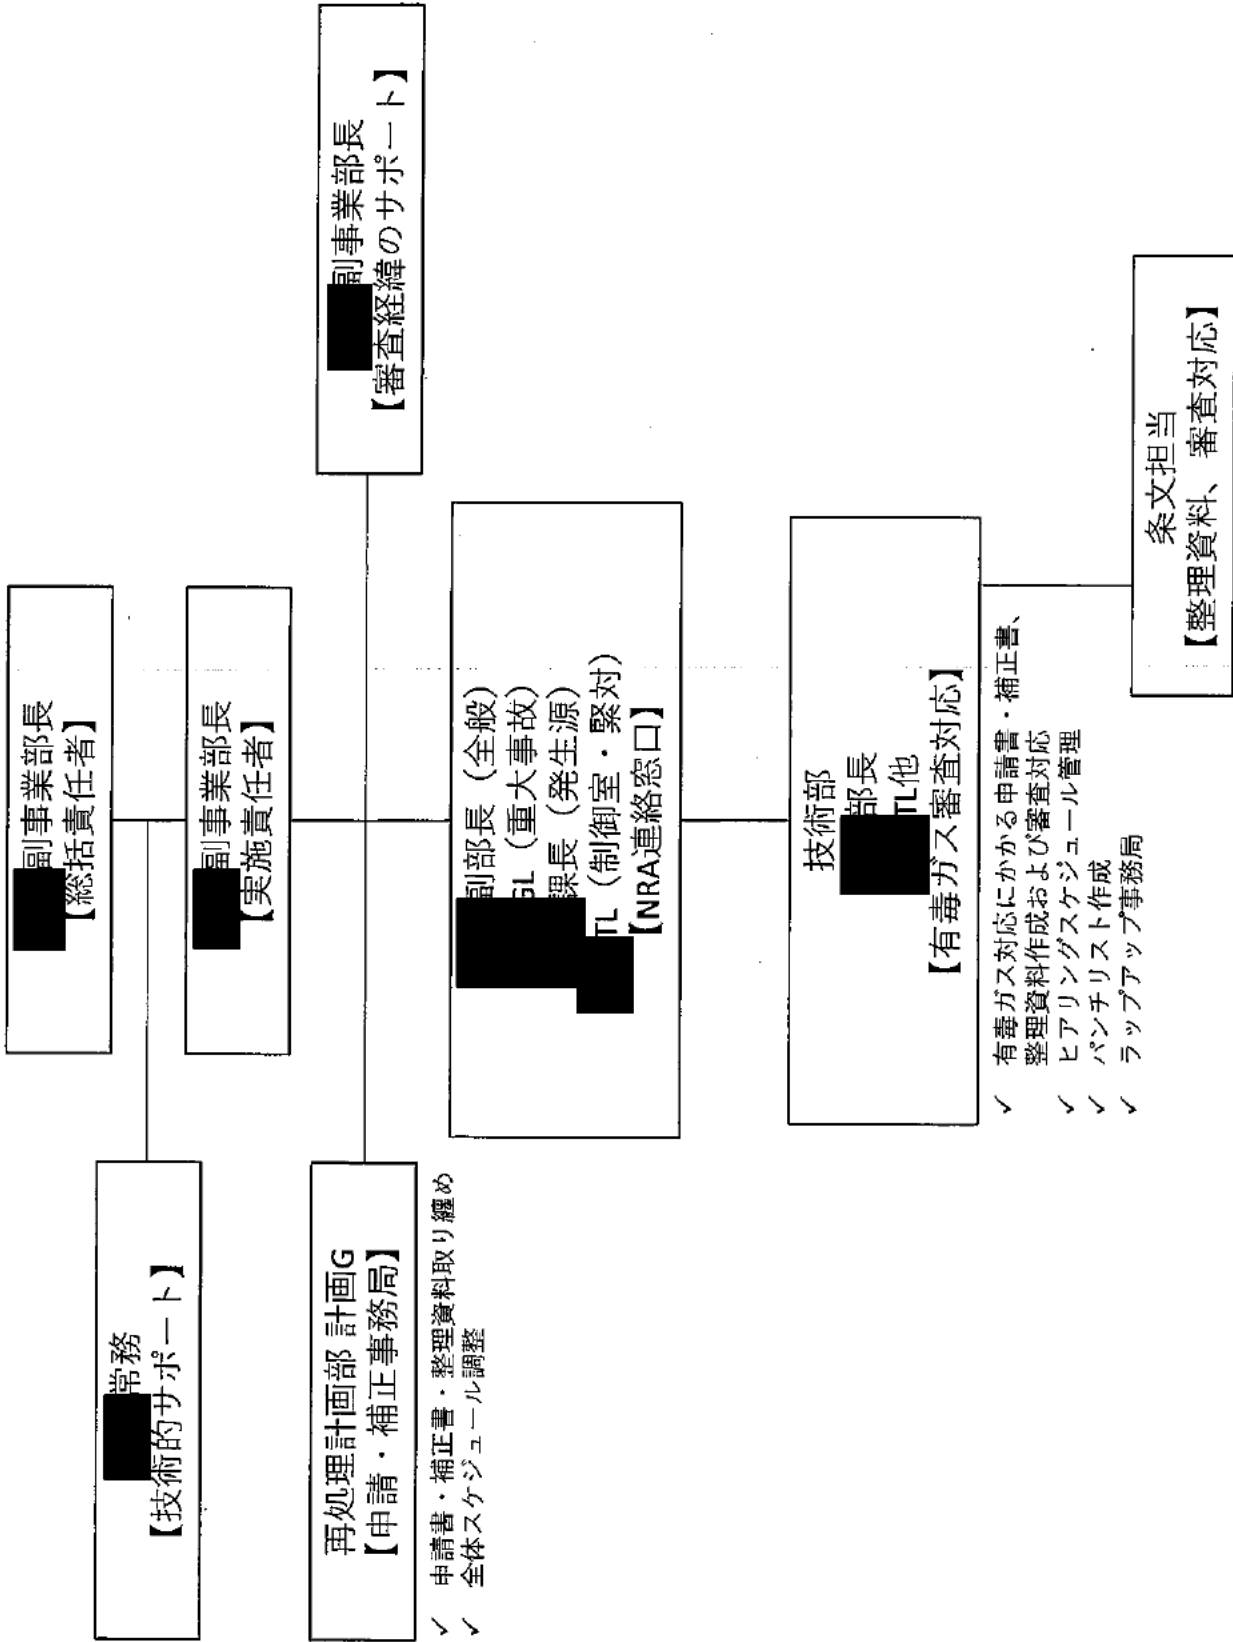 副事業部長
【総括責任者】
常務
【技術的サポート】
副事業部長
【実施責任者】
再処理計画部 計画G
【申請・補正事務局】
✓ 申請書・補正書・整理資料取り纏め
✓ 全体スケジュール調整
副事業部長
【審査経緯のサポート】
副部長（全般）
GL（重大事故）
課長（発生源）
TL（制御室・緊対）
【NRA連絡窓口】
技術部
部長
TL他
【有毒ガス審査対応】
✓ 有毒ガス対応にかかる申請書・補正書、
整理資料作成および審査対応
✓ ヒアリングスケジュール管理
✓ パンチリスト作成
✓ ラップアップ事務局
条文担当
【整理資料、審査対応】